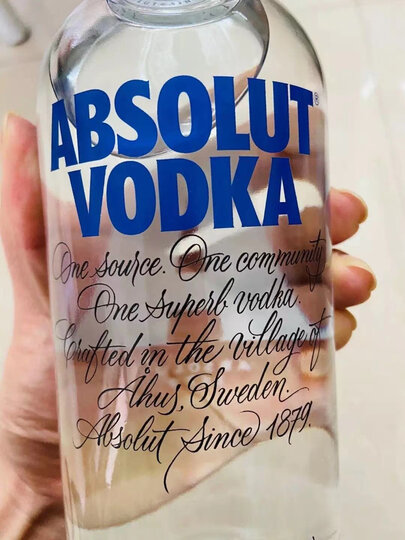 ABSOLUT®
VODKA
One source. One community
One superb vodka.
Crafted in the village of
Åhus, Sweden.
Absolut Since 1879.